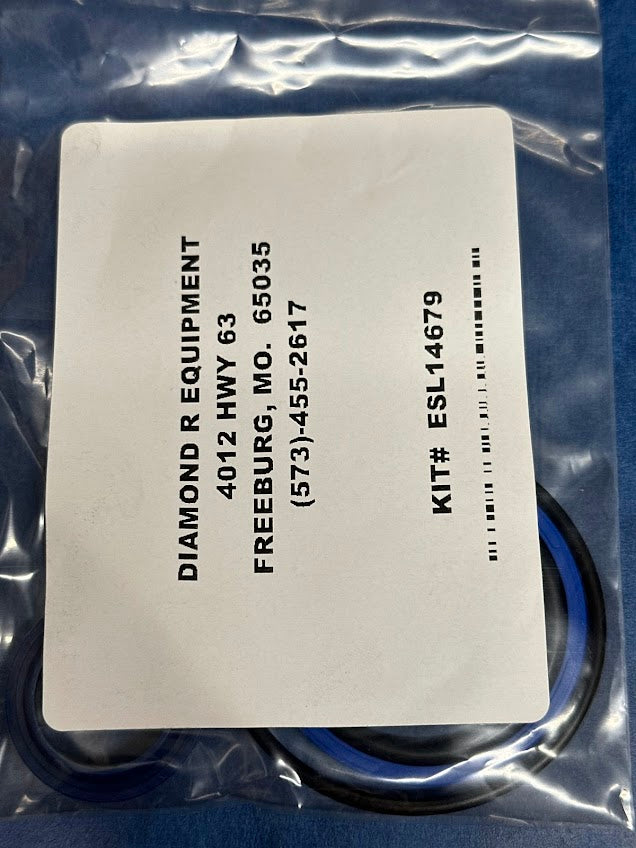 DIAMOND R EQUIPMENT
4012 HWY 63
FREEBURG, MO. 65035
(573)-455-2617
KIT# ESL14679